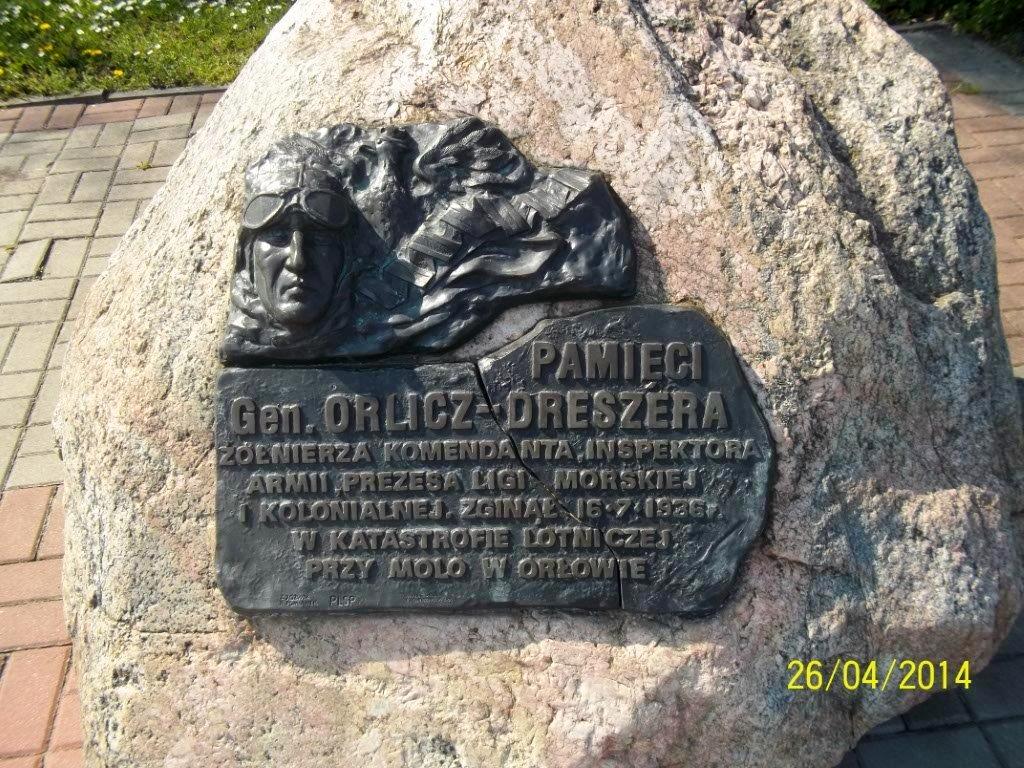 PAMIĘCI
Gen. ORLICZ-DRESZERA
ŻOŁNIERZA KOMENDANTA, INSPEKTORA
ARMII, PREZESA LIGI MORSKIEJ
I KOLONIALNEJ. ZGINĄŁ 16·7·1936r.
W KATASTROFIE LOTNICZEJ
PRZY MOLO W ORŁOWIE
PLSP
26/04/2014